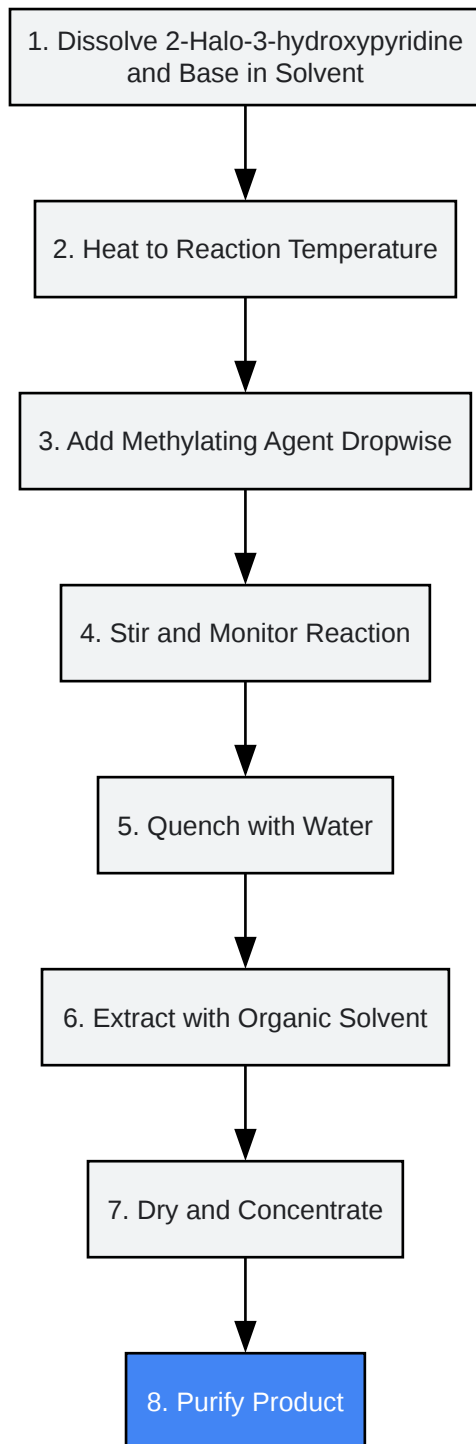 1. Dissolve 2-Halo-3-hydroxypyridine
and Base in Solvent
2. Heat to Reaction Temperature
3. Add Methylating Agent Dropwise
4. Stir and Monitor Reaction
5. Quench with Water
6. Extract with Organic Solvent
7. Dry and Concentrate
8. Purify Product